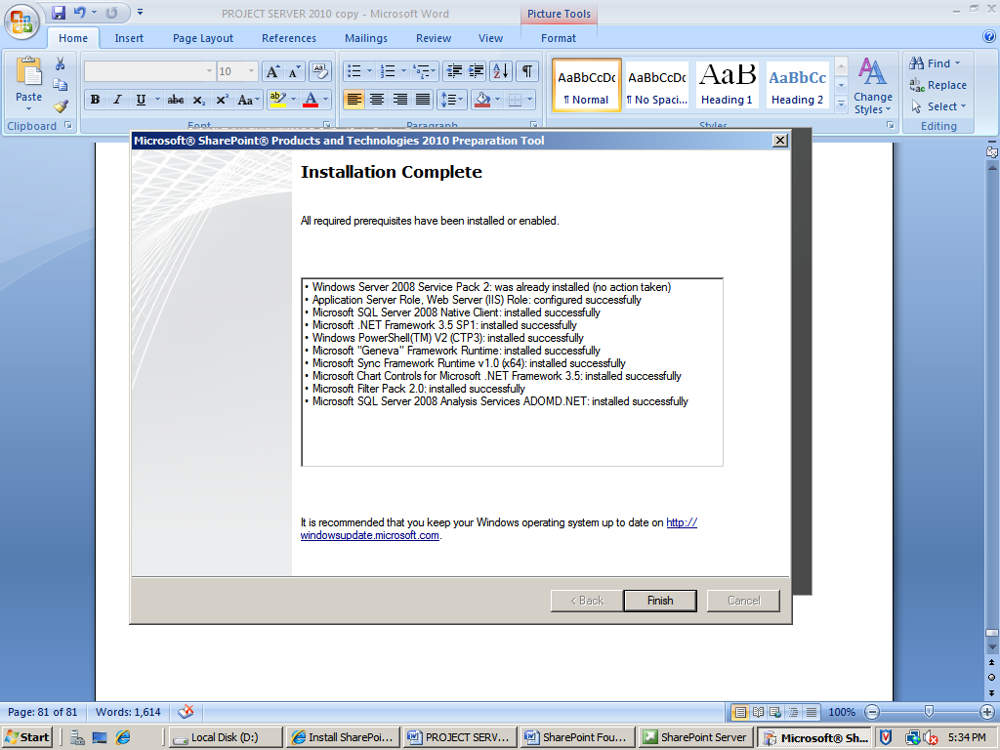 PROJECT SERVER 2010 copy - Microsoft Word
Picture Tools
Home Insert Page Layout References Mailings Review View Format
Paste
10
AaBbCcDc AaBbCcDc AaB AaBbCc
¶ Normal ¶ No Spaci... Heading 1 Heading 2
Change
Styles
Find
Replace
Select
Clipboard Font Paragraph Styles Editing
Microsoft® SharePoint® Products and Technologies 2010 Preparation Tool
Installation Complete
All required prerequisites have been installed or enabled.
• Windows Server 2008 Service Pack 2: was already installed (no action taken)
• Application Server Role, Web Server (IIS) Role: configured successfully
• Microsoft SQL Server 2008 Native Client: installed successfully
• Microsoft .NET Framework 3.5 SP1: installed successfully
• Windows PowerShell(TM) V2 (CTP3): installed successfully
• Microsoft "Geneva" Framework Runtime: installed successfully
• Microsoft Sync Framework Runtime v1.0 (x64): installed successfully
• Microsoft Chart Controls for Microsoft .NET Framework 3.5: installed successfully
• Microsoft Filter Pack 2.0: installed successfully
• Microsoft SQL Server 2008 Analysis Services ADOMD.NET: installed successfully
It is recommended that you keep your Windows operating system up to date on http://
windowsupdate.microsoft.com.
< Back Finish Cancel
Page: 81 of 81 Words: 1,614 100%
Start Local Disk (D:) Install SharePoi... PROJECT SERV... SharePoint Fou... SharePoint Server Microsoft® Sh... 5:34 PM